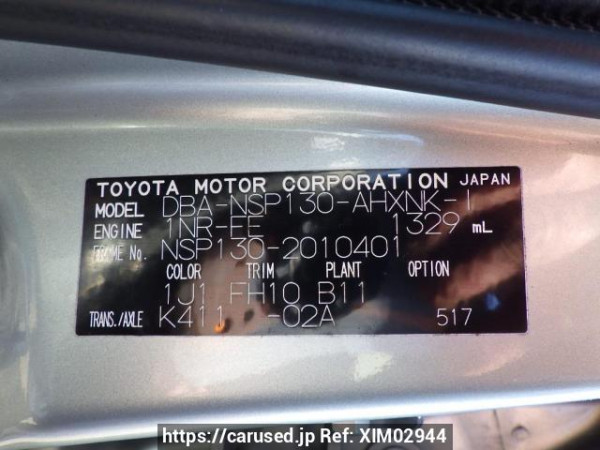 TOYOTA MOTOR CORPORATION JAPAN
MODEL DBA-NSP130-AHXNK-I
ENGINE 1NR-FE 1329 mL
FRAME No. NSP130-2010401
COLOR TRIM PLANT OPTION
1J1 FH10 B11
TRANS./AXLE K411 -02A 517
https://carused.jp Ref: XIM02944